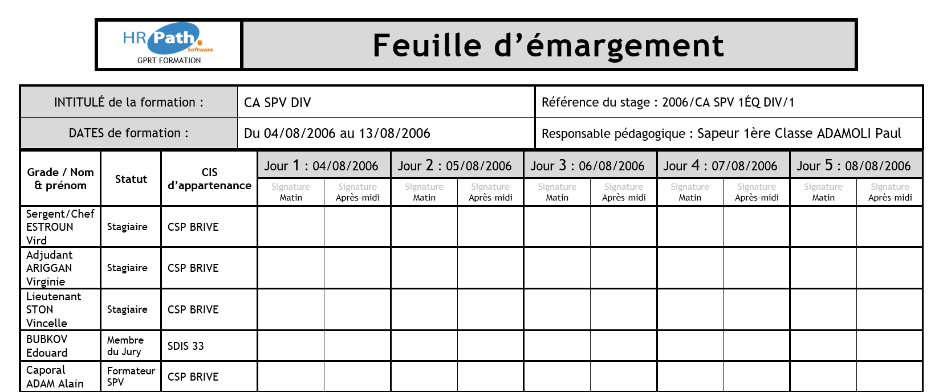 HR Path.
Software
GPRT FORMATION
Feuille d’émargement
INTITULÉ de la formation :
CA SPV DIV
Référence du stage : 2006/CA SPV 1ÉQ DIV/1
DATES de formation :
Du 04/08/2006 au 13/08/2006
Responsable pédagogique : Sapeur 1ère Classe ADAMOLI Paul
Grade / Nom
& prénom
Statut
CIS
d’appartenance
Jour 1 : 04/08/2006
Jour 2 : 05/08/2006
Jour 3 : 06/08/2006
Jour 4 : 07/08/2006
Jour 5 : 08/08/2006
Signature
Matin
Signature
Après-midi
Signature
Matin
Signature
Après-midi
Signature
Matin
Signature
Après-midi
Signature
Matin
Signature
Après-midi
Signature
Matin
Signature
Après-midi
Sergent/Chef
ESTROUN
Vird
Stagiaire
CSP BRIVE
Adjudant
ARIGGAN
Virginie
Stagiaire
CSP BRIVE
Lieutenant
STON
Vincelle
Stagiaire
CSP BRIVE
BUBKOV
Edouard
Membre
du Jury
SDIS 33
Caporal
ADAM Alain
Formateur
SPV
CSP BRIVE